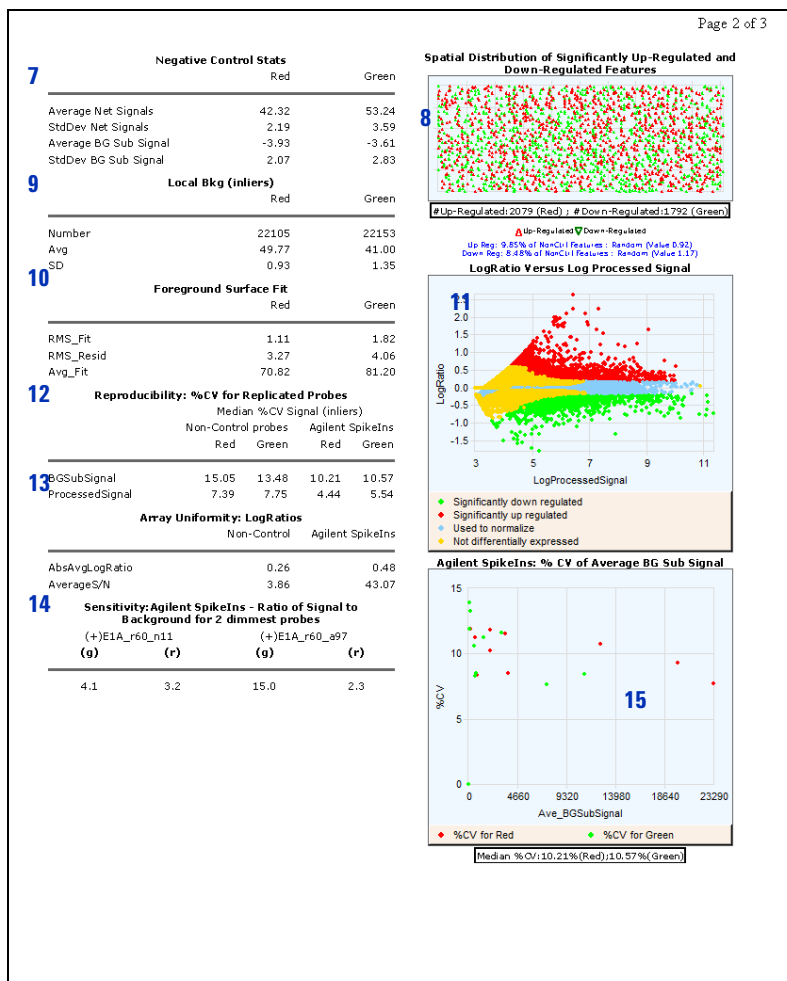 Page 2 of 3
7
Negative Control Stats
Red Green
Average Net Signals 42.32 53.24
StdDev Net Signals 2.19 3.59
Average BG Sub Signal -3.93 -3.61
StdDev BG Sub Signal 2.07 2.83
9
Local Bkg (inliers)
Red Green
Number 22105 22153
Avg 49.77 41.00
SD 0.93 1.35
10
Foreground Surface Fit
Red Green
RMS_Fit 1.11 1.82
RMS_Resid 3.27 4.06
Avg_Fit 70.82 81.20
12
Reproducibility: %CV for Replicated Probes
Median %CV Signal (inliers)
Non-Control probes Agilent SpikeIns
Red Green Red Green
13
BGSubSignal 15.05 13.48 10.21 10.57
ProcessedSignal 7.39 7.75 4.44 5.54
Array Uniformity: LogRatios
Non-Control Agilent SpikeIns
AbsAvgLogRatio 0.26 0.48
AverageS/N 3.86 43.07
14
Sensitivity: Agilent SpikeIns - Ratio of Signal to
Background for 2 dimmest probes
(+)E1A_r60_n11 (+)E1A_r60_a97
(g) (r) (g) (r)
4.1 3.2 15.0 2.3
Spatial Distribution of Significantly Up-Regulated and
Down-Regulated Features
8
#Up-Regulated:2079 (Red) ; #Down-Regulated:1792 (Green)
Up-Regulated Down-Regulated
Up Reg: 9.85% of NonCtrl Features : Random (Value 0.92)
Down Reg: 8.48% of NonCtrl Features : Random (Value 1.17)
LogRatio Versus Log Processed Signal
11
2.5
2.0
1.5
1.0
0.5
0.0
-0.5
-1.0
-1.5
LogRatio
3 5 7 9 11
LogProcessedSignal
Significantly down regulated
Significantly up regulated
Used to normalize
Not differentially expressed
Agilent SpikeIns: % CV of Average BG Sub Signal
15
10
5
0
%CV
15
0 4660 9320 13980 18640 23290
Ave_BGSubSignal
%CV for Red %CV for Green
Median %CV:10.21%(Red);10.57%(Green)